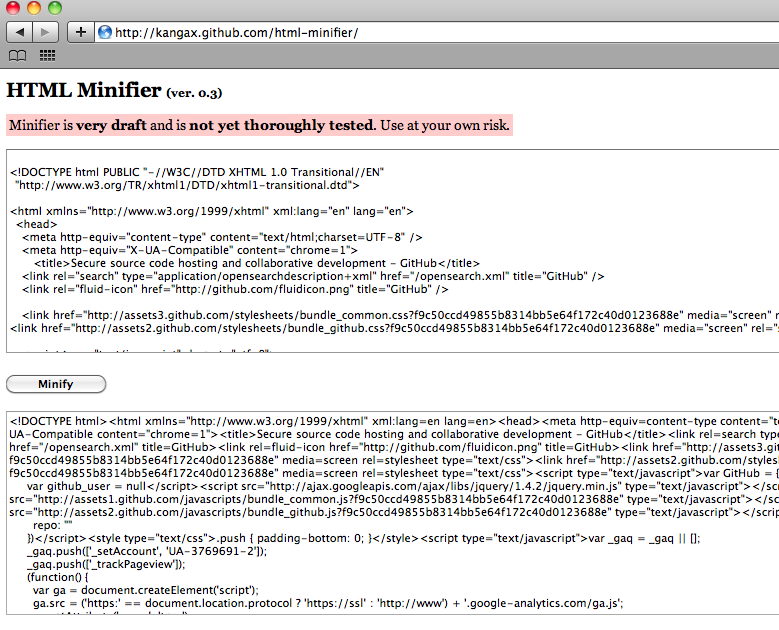 http://kangax.github.com/html-minifier/
HTML Minifier (ver. 0.3)
Minifier is very draft and is not yet thoroughly tested. Use at your own risk.
<!DOCTYPE html PUBLIC "-//W3C//DTD XHTML 1.0 Transitional//EN"
"http://www.w3.org/TR/xhtml1/DTD/xhtml1-transitional.dtd">
<html xmlns="http://www.w3.org/1999/xhtml" xml:lang="en" lang="en">
<head>
<meta http-equiv="content-type" content="text/html;charset=UTF-8" />
<meta http-equiv="X-UA-Compatible" content="chrome=1">
<title>Secure source code hosting and collaborative development - GitHub</title>
<link rel="search" type="application/opensearchdescription+xml" href="/opensearch.xml" title="GitHub" />
<link rel="fluid-icon" href="http://github.com/fluidicon.png" title="GitHub" />
<link href="http://assets3.github.com/stylesheets/bundle_common.css?f9c50ccd49855b8314bb5e64f172c40d0123688e" media="screen" r
<link href="http://assets2.github.com/stylesheets/bundle_github.css?f9c50ccd49855b8314bb5e64f172c40d0123688e" media="screen" rel="s
Minify
<!DOCTYPE html><html xmlns="http://www.w3.org/1999/xhtml" xml:lang=en lang=en><head><meta http-equiv=content-type content="te
UA-Compatible content="chrome=1"><title>Secure source code hosting and collaborative development - GitHub</title><link rel=search type
href="/opensearch.xml" title=GitHub><link rel=fluid-icon href="http://github.com/fluidicon.png" title=GitHub><link href="http://assets3.git
f9c50ccd49855b8314bb5e64f172c40d0123688e" media=screen rel=stylesheet type="text/css"><link href="http://assets2.github.com/stylesh
f9c50ccd49855b8314bb5e64f172c40d0123688e" media=screen rel=stylesheet type="text/css"><script type="text/javascript">var GitHub = {
var github_user = null</script><script src="http://ajax.googleapis.com/ajax/libs/jquery/1.4.2/jquery.min.js" type="text/javascript"></scri
src="http://assets1.github.com/javascripts/bundle_common.js?f9c50ccd49855b8314bb5e64f172c40d0123688e" type="text/javascript"></sc
src="http://assets2.github.com/javascripts/bundle_github.js?f9c50ccd49855b8314bb5e64f172c40d0123688e" type="text/javascript"></scr
repo: ""
})</script><style type="text/css">.push { padding-bottom: 0; }</style><script type="text/javascript">var _gaq = _gaq || [];
_gaq.push(['_setAccount', 'UA-3769691-2']);
_gaq.push(['_trackPageview']);
(function() {
var ga = document.createElement('script');
ga.src = ('https:' == document.location.protocol ? 'https://ssl' : 'http://www') + '.google-analytics.com/ga.js';